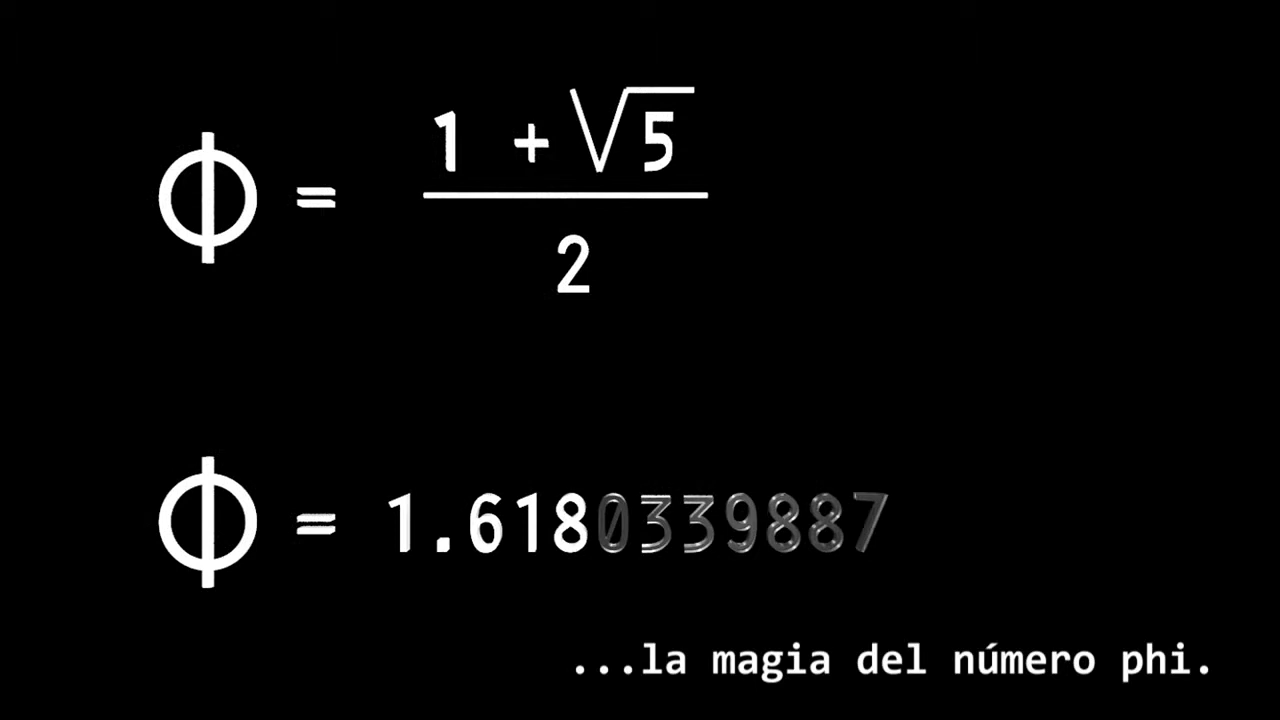 Φ = 1 + √5
2
Φ = 1.6180339887
...la magia del número phi.